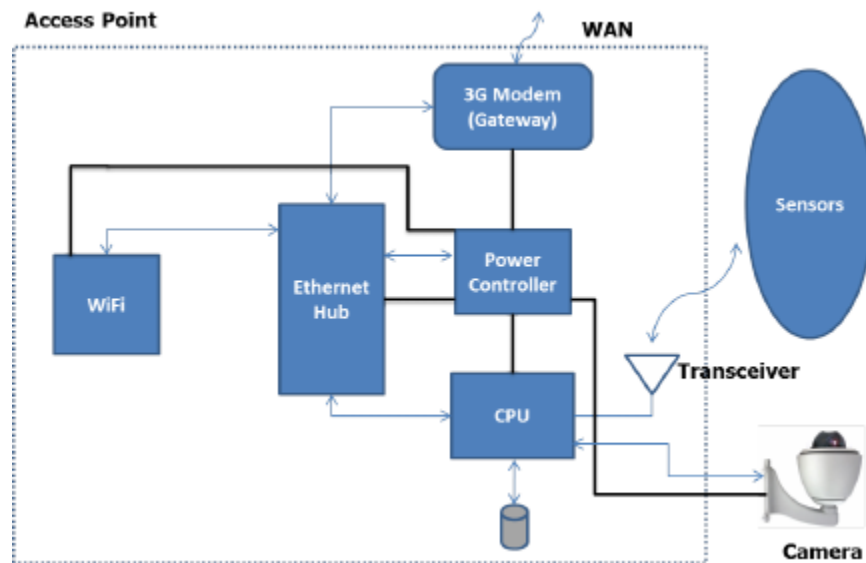 Access Point
WAN
3G Modem
(Gateway)
Sensors
Power
Controller
Ethernet
Hub
WiFi
Transceiver
CPU
Camera